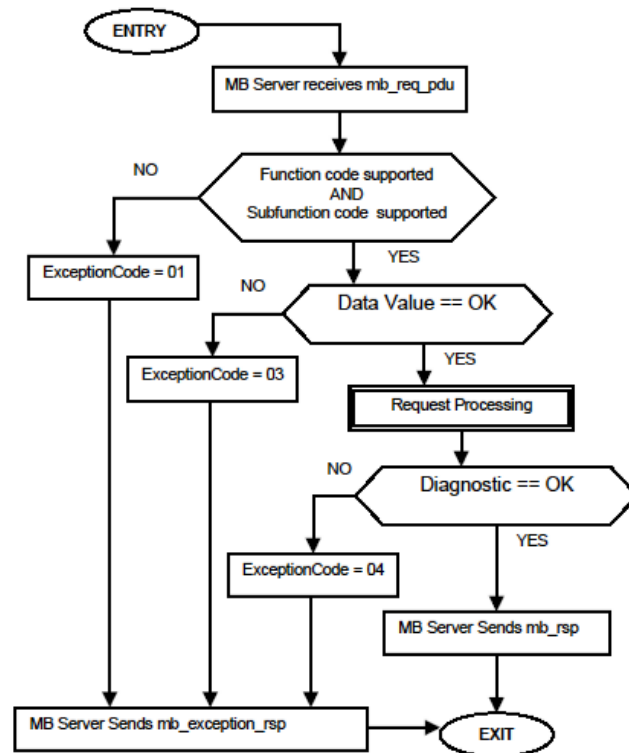 ENTRY
MB Server receives mb_req_pdu
NO
Function code supported
AND
Subfunction code supported
YES
ExceptionCode = 01
NO
Data Value == OK
YES
ExceptionCode = 03
Request Processing
NO
Diagnostic == OK
YES
ExceptionCode = 04
MB Server Sends mb_rsp
MB Server Sends mb_exception_rsp
EXIT